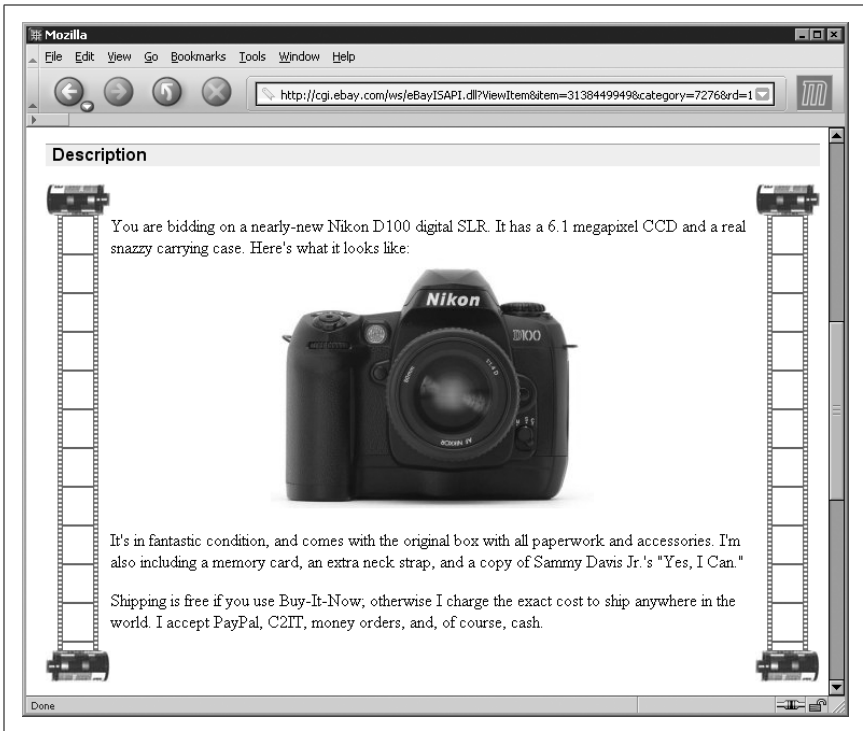 Mozilla
File Edit View Go Bookmarks Tools Window Help
http://cgi.ebay.com/ws/eBayISAPI.dll?ViewItem&item=3138449949&category=7276&rd=1
Description
You are bidding on a nearly-new Nikon D100 digital SLR. It has a 6.1 megapixel CCD and a real
snazzy carrying case. Here's what it looks like:
Nikon
D100
It's in fantastic condition, and comes with the original box with all paperwork and accessories. I'm
also including a memory card, an extra neck strap, and a copy of Sammy Davis Jr.'s "Yes, I Can."
Shipping is free if you use Buy-It-Now; otherwise I charge the exact cost to ship anywhere in the
world. I accept PayPal, C2IT, money orders, and, of course, cash.
Done